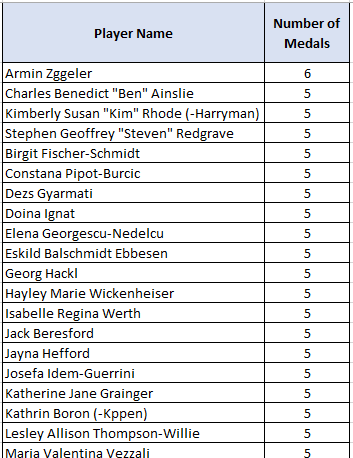 Player Name Number of Medals
Armin Zggeler 6
Charles Benedict "Ben" Ainslie 5
Kimberly Susan "Kim" Rhode (-Harryman) 5
Stephen Geoffrey "Steven" Redgrave 5
Birgit Fischer-Schmidt 5
Constana Pipot-Burcic 5
Dezs Gyarmati 5
Doina Ignat 5
Elena Georgescu-Nedelcu 5
Eskild Balschmidt Ebbesen 5
Georg Hackl 5
Hayley Marie Wickenheiser 5
Isabelle Regina Werth 5
Jack Beresford 5
Jayna Hefford 5
Josefa Idem-Guerrini 5
Katherine Jane Grainger 5
Kathrin Boron (-Kppen) 5
Lesley Allison Thompson-Willie 5
Maria Valentina Vezzali 5